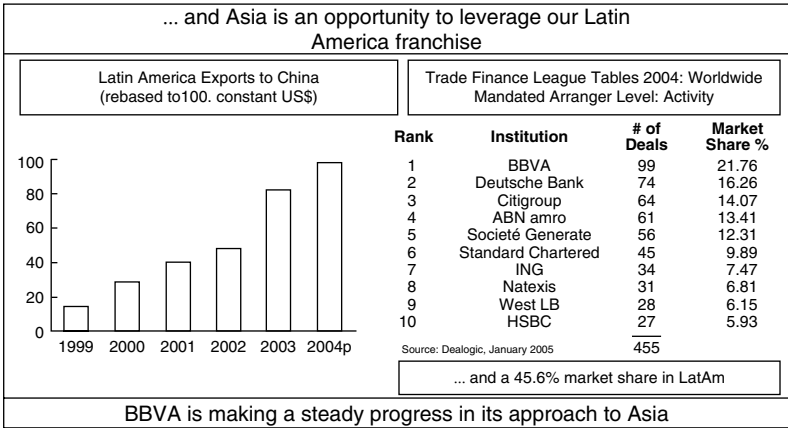 ... and Asia is an opportunity to leverage our Latin
America franchise
Latin America Exports to China
(rebased to100. constant US$)
100
80
60
40
20
0
1999 2000 2001 2002 2003 2004p
Trade Finance League Tables 2004: Worldwide
Mandated Arranger Level: Activity
Rank Institution # of Deals Market Share %
1 BBVA 99 21.76
2 Deutsche Bank 74 16.26
3 Citigroup 64 14.07
4 ABN amro 61 13.41
5 Societé Generate 56 12.31
6 Standard Chartered 45 9.89
7 ING 34 7.47
8 Natexis 31 6.81
9 West LB 28 6.15
10 HSBC 27 5.93
Source: Dealogic, January 2005 455
... and a 45.6% market share in LatAm
BBVA is making a steady progress in its approach to Asia